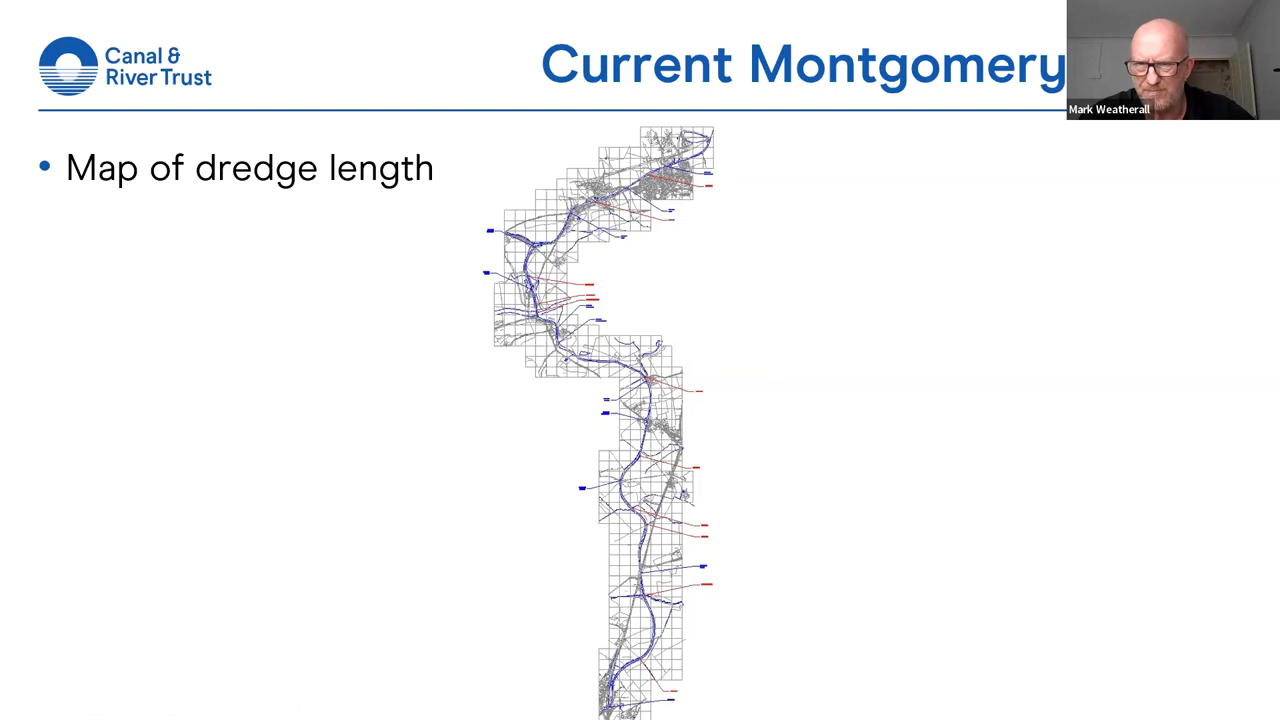 Canal &
River Trust
Current Montgomery
Mark Weatherall
• Map of dredge length